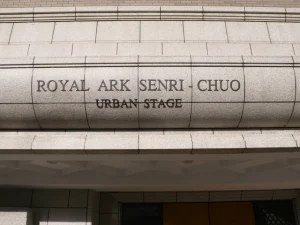 ROYAL ARK SENRI - CHUO
URBAN STAGE